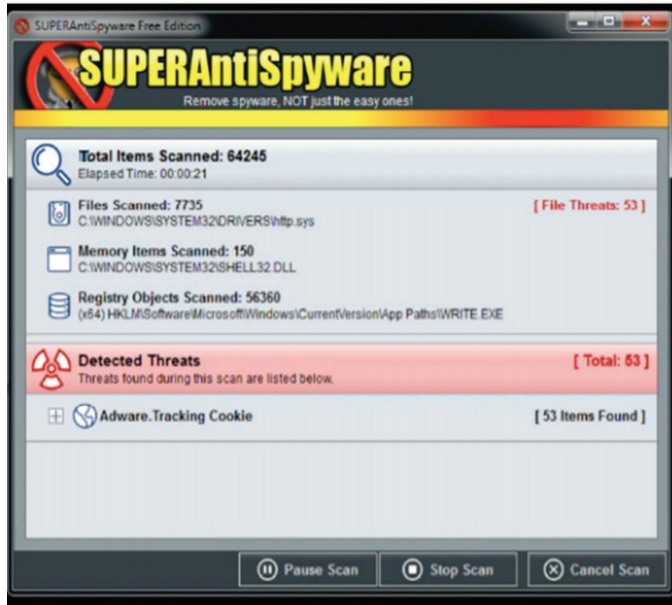 SUPERAntiSpyware Free Edition
SUPERAntiSpyware
Remove spyware, NOT just the easy ones!
Total Items Scanned: 64245
Elapsed Time: 00:00:21
Files Scanned: 7735 [ File Threats: 53 ]
C:\WINDOWS\SYSTEM32\DRIVERS\http.sys
Memory Items Scanned: 150
C:\WINDOWS\SYSTEM32\SHELL32.DLL
Registry Objects Scanned: 56360
(x64) HKLM\Software\Microsoft\Windows\CurrentVersion\App Paths\WRITE.EXE
Detected Threats [ Total: 53 ]
Threats found during this scan are listed below.
Adware.Tracking Cookie [ 53 Items Found ]
Pause Scan Stop Scan Cancel Scan